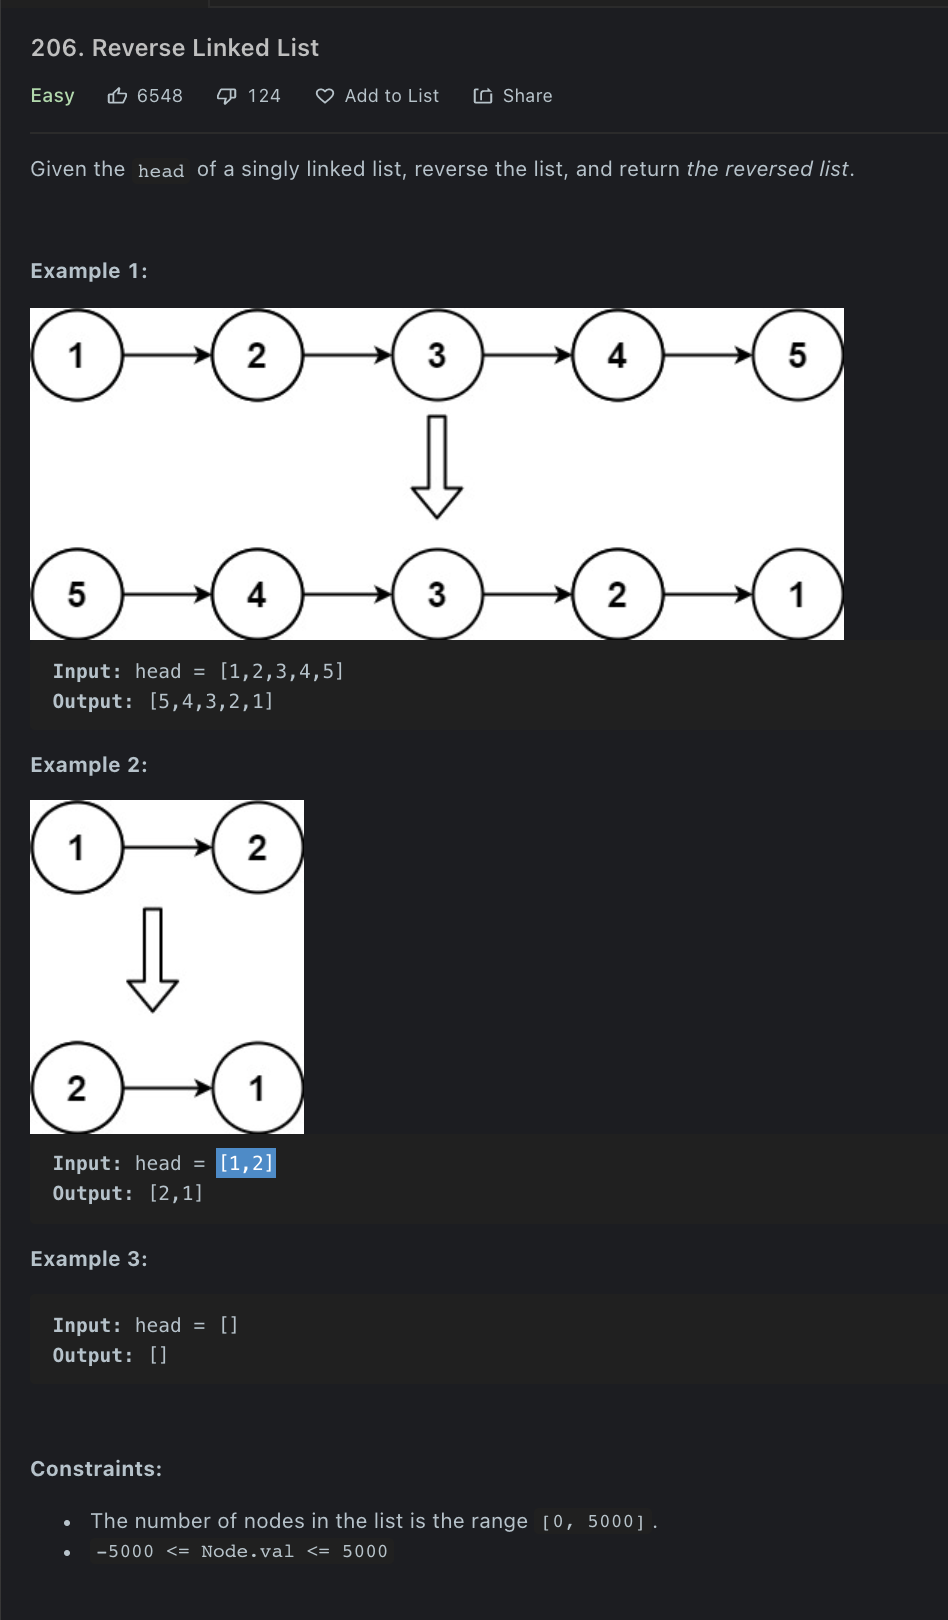 206. Reverse Linked List
Easy 6548 124 Add to List Share
Given the head of a singly linked list, reverse the list, and return the reversed list.
Example 1:
1 2 3 4 5
5 4 3 2 1
Input: head = [1,2,3,4,5]
Output: [5,4,3,2,1]
Example 2:
1 2
2 1
Input: head = [1,2]
Output: [2,1]
Example 3:
Input: head = []
Output: []
Constraints:
• The number of nodes in the list is the range [0, 5000].
• -5000 <= Node.val <= 5000